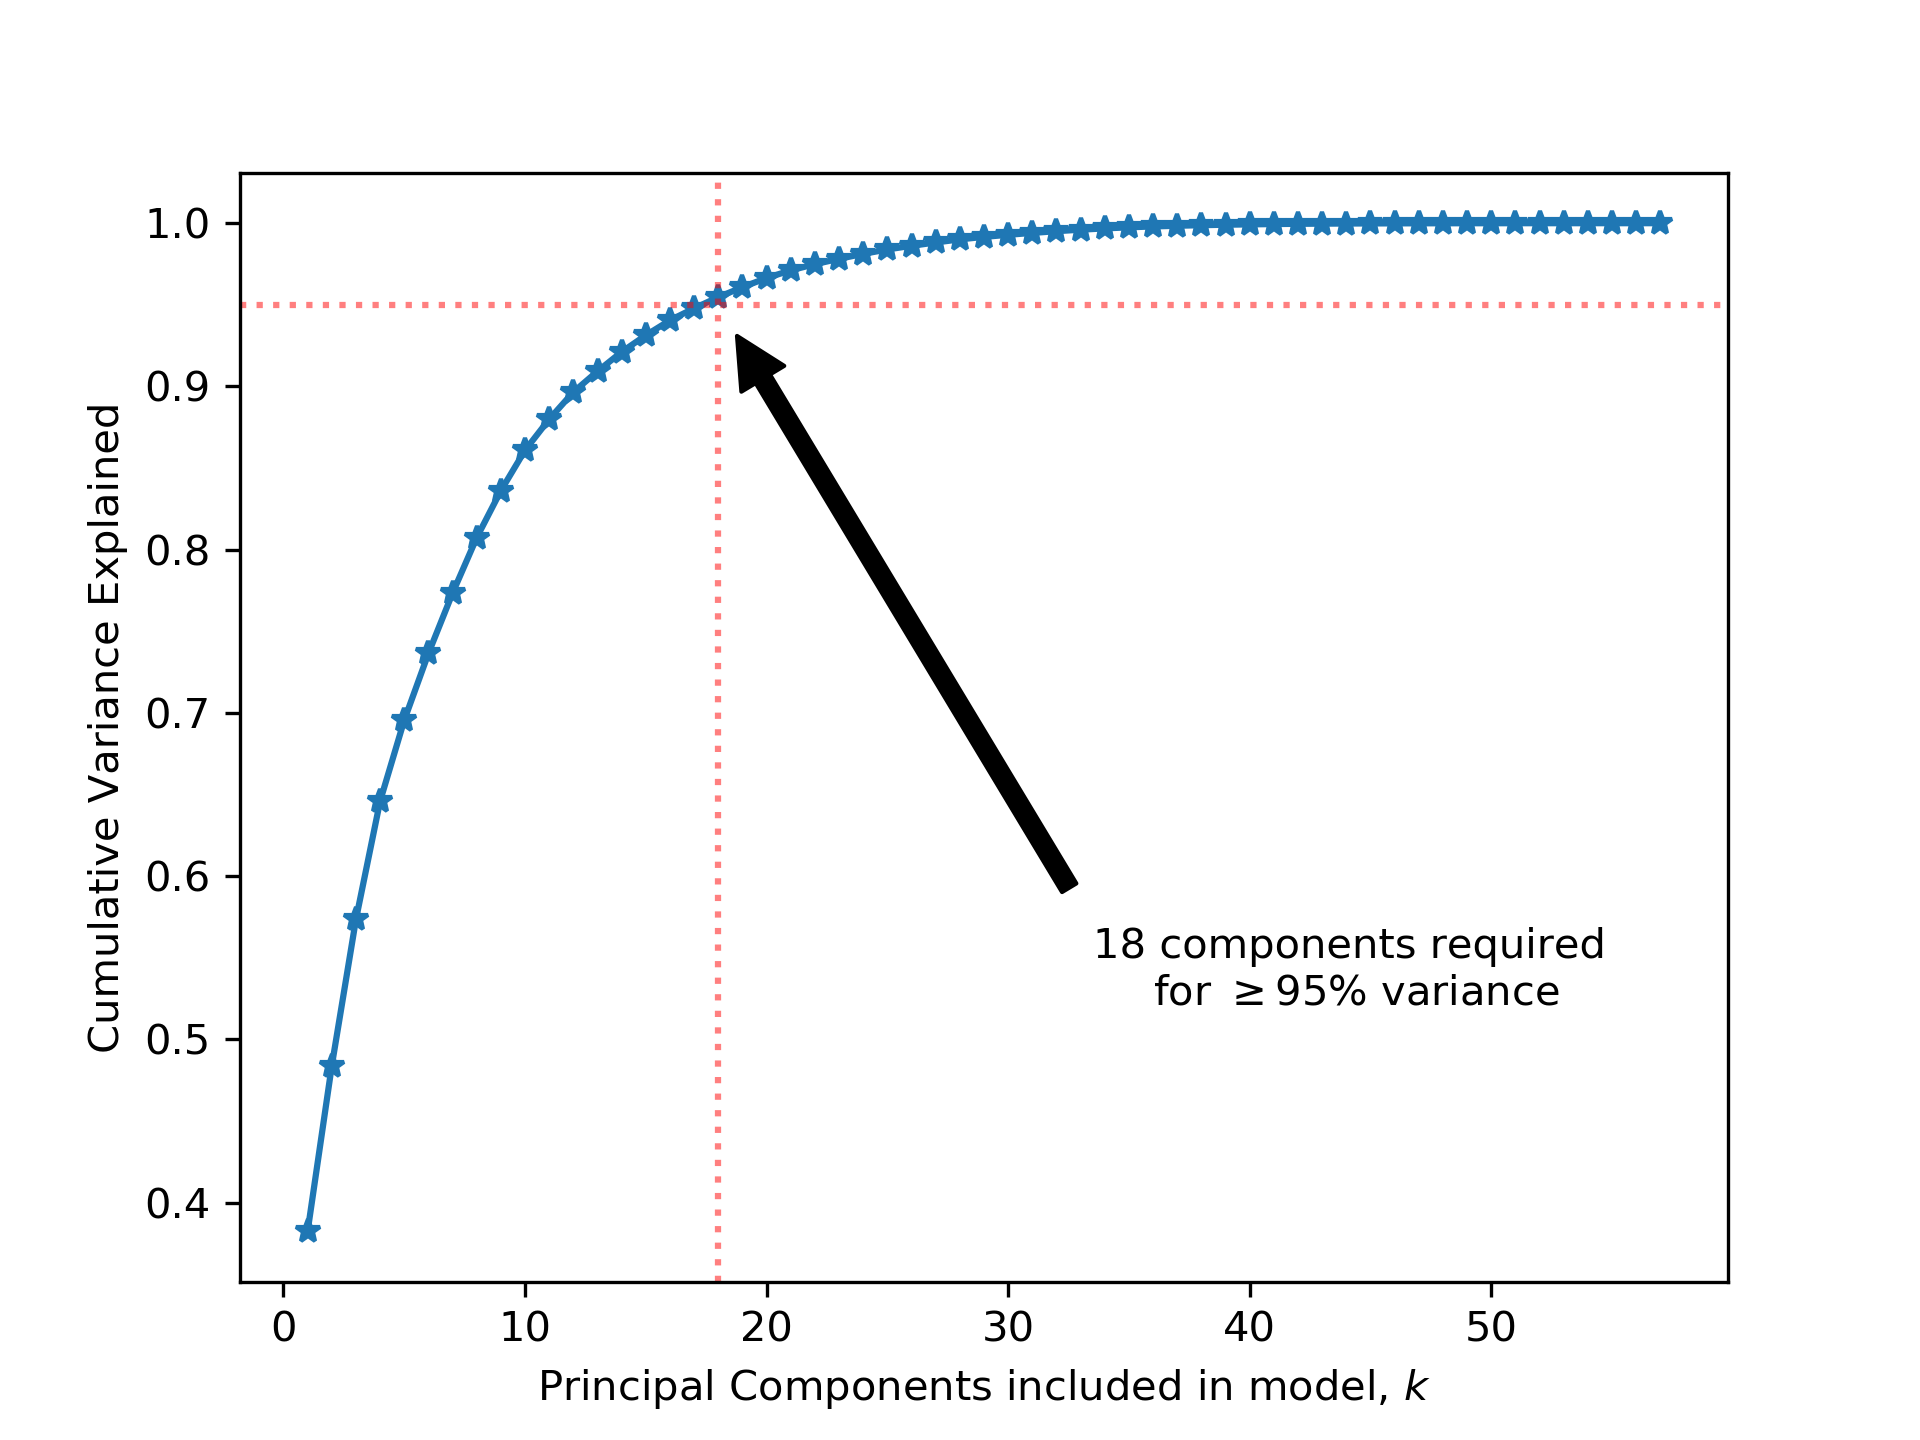 1.0
0.9
0.8
0.7
0.6
0.5
0.4
Cumulative Variance Explained
18 components required
for ≥95% variance
0 10 20 30 40 50
Principal Components included in model, k